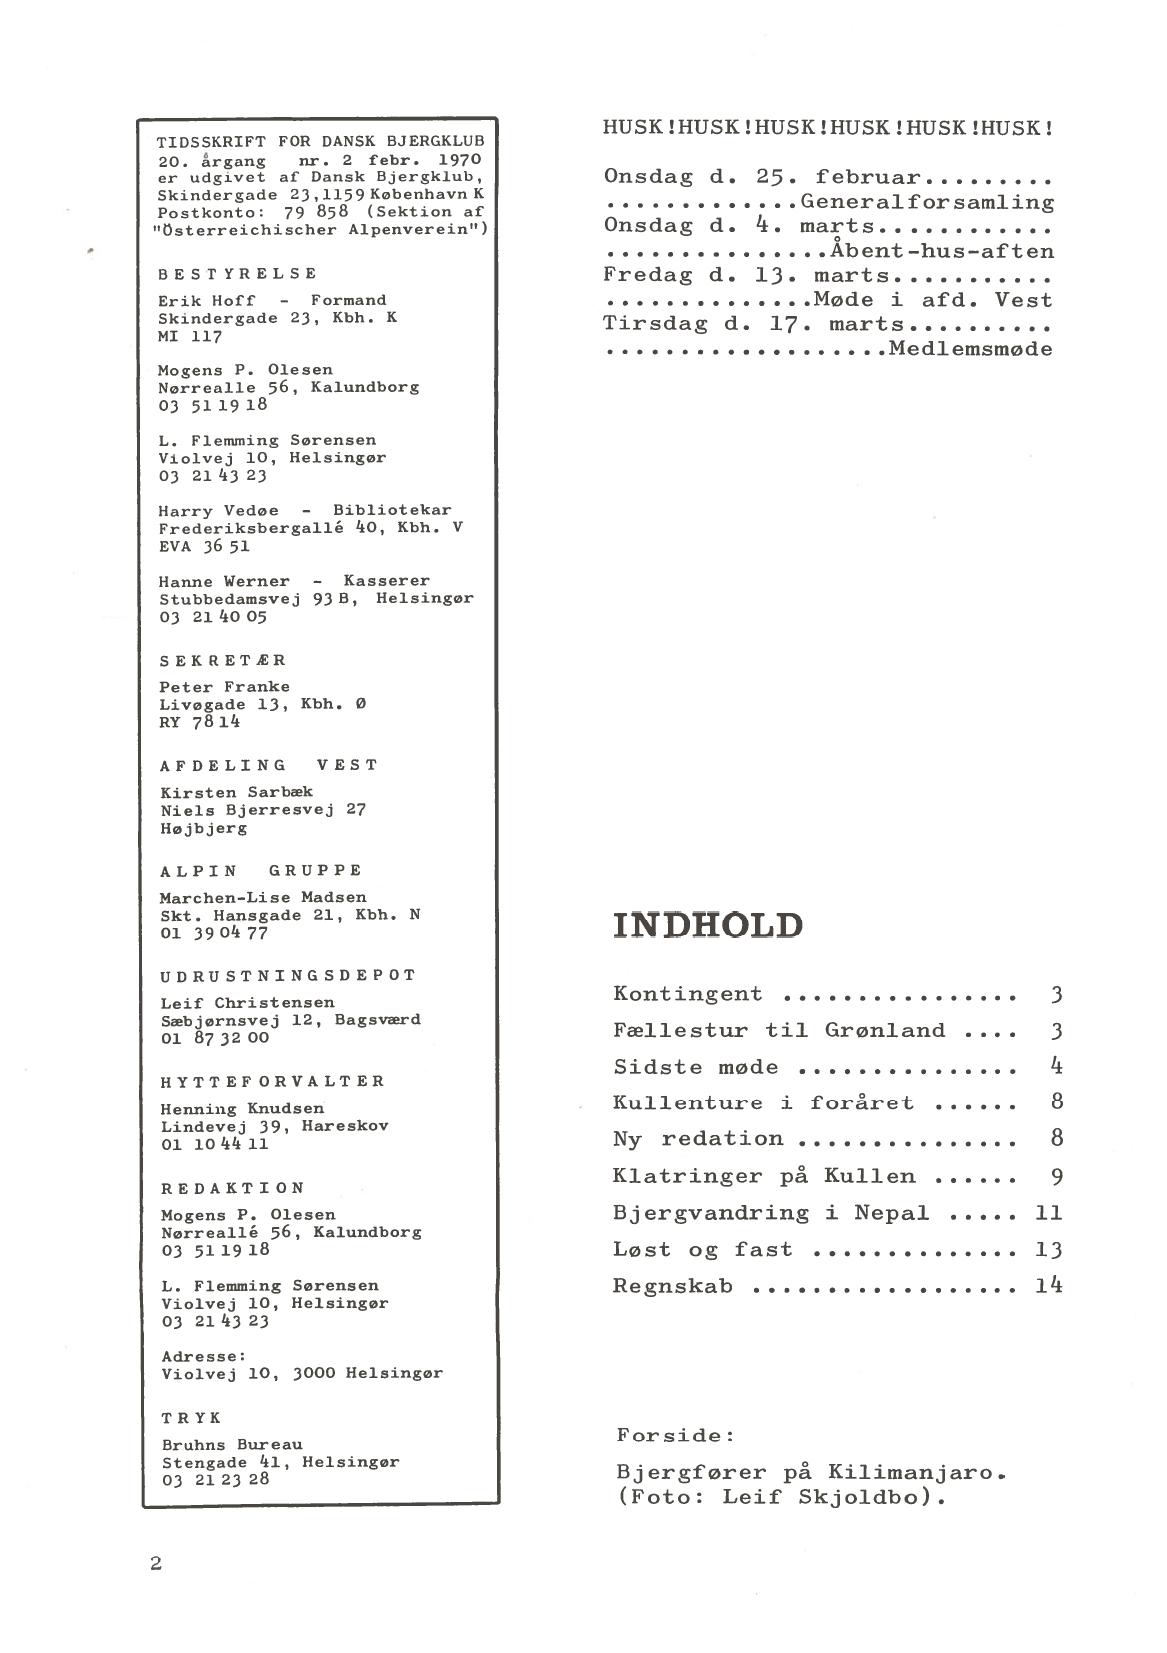 TIDSSKRIFT FOR DANSK BJERGKLUB
20. årgang nr. 2 febr. 1970
er udgivet af Dansk Bjergklub,
Skindergade 23,1159 København K
Postkonto: 79 858 (Sektion af
"Österreichischer Alpenverein")
BESTYRELSE
Erik Hoff - Formand
Skindergade 23, Kbh. K
MI 117
Mogens P. Olesen
Nørrealle 56, Kalundborg
03 51 19 18
L. Flemming Sørensen
Violvej 10, Helsingør
03 21 43 23
Harry Vedøe - Bibliotekar
Frederiksbergallé 40, Kbh. V
EVA 36 51
Hanne Werner - Kasserer
Stubbedamsvej 93 B, Helsingør
03 21 40 05
SEKRETÆR
Peter Franke
Livøgade 13, Kbh. Ø
RY 78 14
AFDELING VEST
Kirsten Sarbæk
Niels Bjerresvej 27
Højbjerg
ALPIN GRUPPE
Marchen-Lise Madsen
Skt. Hansgade 21, Kbh. N
01 39 04 77
UDRUSTNINGSDEPOT
Leif Christensen
Sæbjørnsvej 12, Bagsværd
01 87 32 00
HYTTEFORVALTER
Henning Knudsen
Lindevej 39, Hareskov
01 10 44 11
REDAKTION
Mogens P. Olesen
Nørreallé 56, Kalundborg
03 51 19 18
L. Flemming Sørensen
Violvej 10, Helsingør
03 21 43 23
Adresse:
Violvej 10, 3000 Helsingør
TRYK
Bruhns Bureau
Stengade 41, Helsingør
03 21 23 28
HUSK!HUSK!HUSK!HUSK!HUSK!HUSK!
Onsdag d. 25. februar.........
.............Generalforsamling
Onsdag d. 4. marts............
...............Åbent-hus-aften
Fredag d. 13. marts...........
..............Møde i afd. Vest
Tirsdag d. 17. marts..........
...................Medlemsmøde
INDHOLD
Kontingent ................ 3
Fællestur til Grønland .... 3
Sidste møde ............... 4
Kullenture i foråret ...... 8
Ny redation ............... 8
Klatringer på Kullen ...... 9
Bjergvandring i Nepal ..... 11
Løst og fast .............. 13
Regnskab .................. 14
Forside:
Bjergfører på Kilimanjaro.
(Foto: Leif Skjoldbo).
2